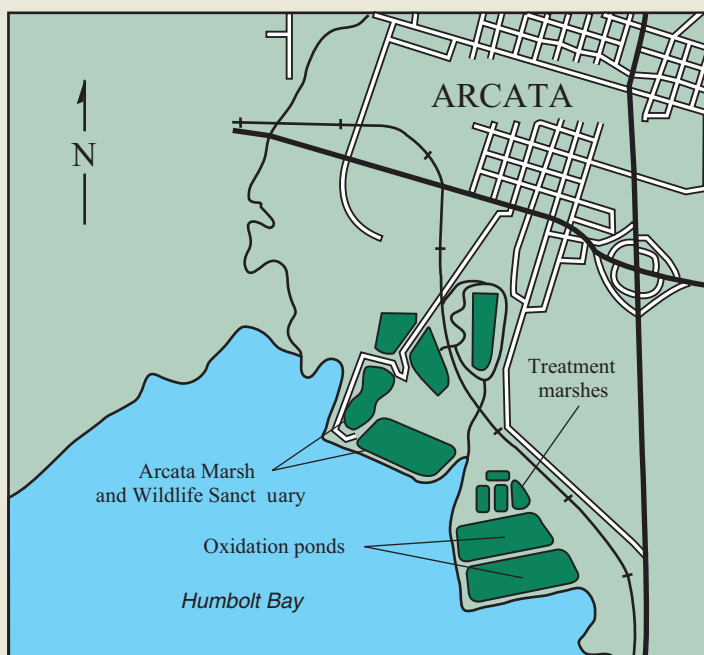 ARCATA
N
Treatment
marshes
Arcata Marsh
and Wildlife Sanct uary
Oxidation ponds
Humbolt Bay